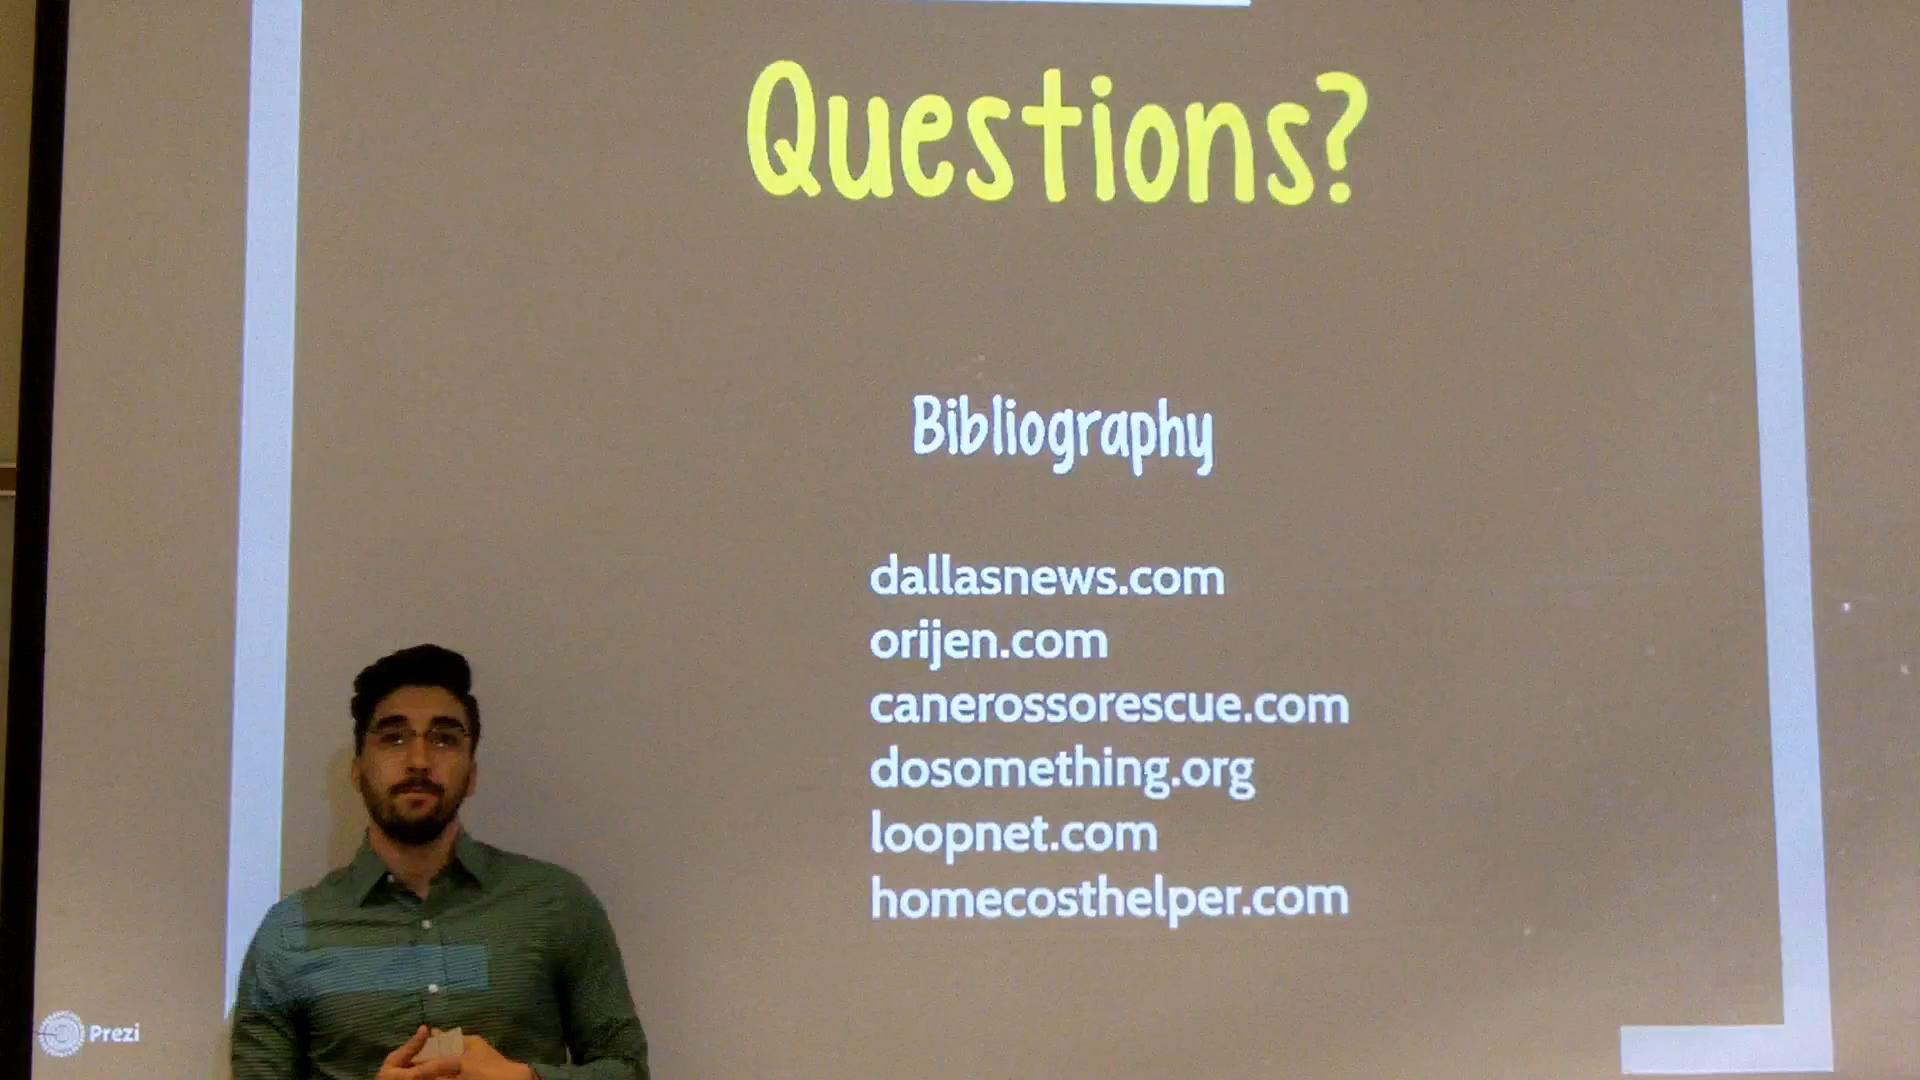 Questions?
Bibliography
dallasnews.com
orijen.com
canerossorescue.com
dosomething.org
loopnet.com
homecosthelper.com
Prezi